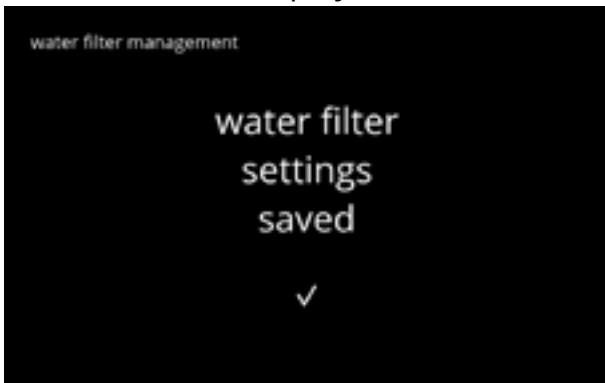 water filter management
water filter
settings
saved
✓